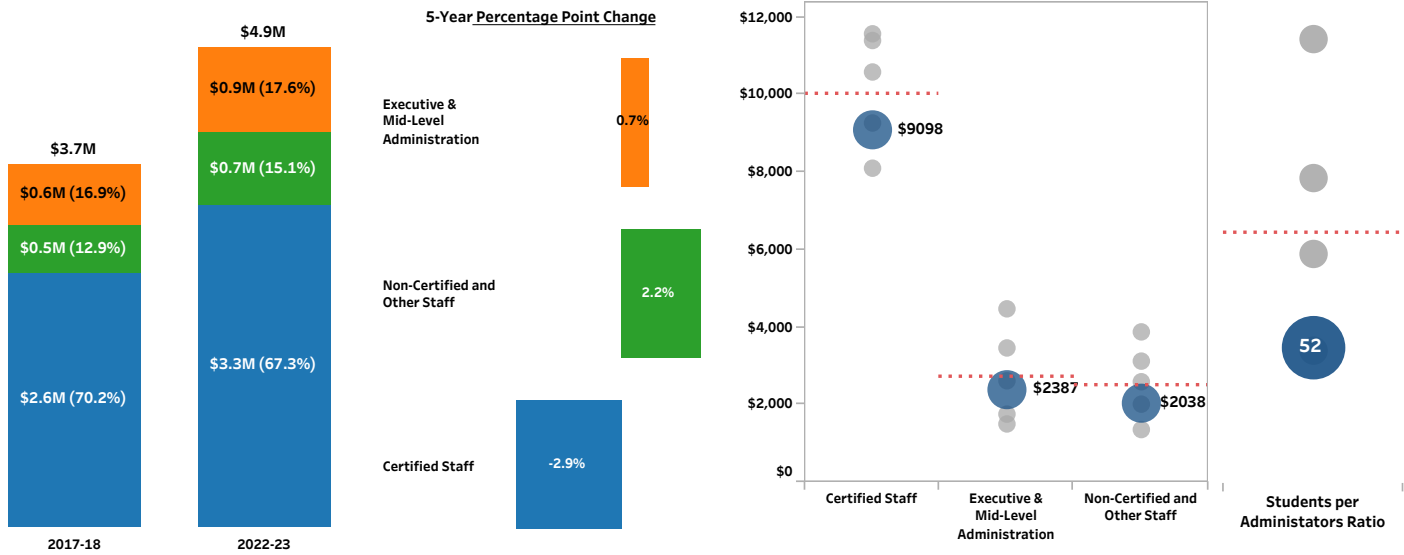 $3.7M
$0.6M (16.9%)
$0.5M (12.9%)
$2.6M (70.2%)
2017-18
$4.9M
$0.9M (17.6%)
$0.7M (15.1%)
$3.3M (67.3%)
2022-23
5-Year Percentage Point Change
Executive &
Mid-Level
Administration
0.7%
Non-Certified and
Other Staff
2.2%
Certified Staff
-2.9%
$12,000
$10,000
$8,000
$6,000
$4,000
$2,000
$0
$9098
$2387
$2038
Certified Staff
Executive &
Mid-Level
Administration
Non-Certified and
Other Staff
52
Students per
Administators Ratio